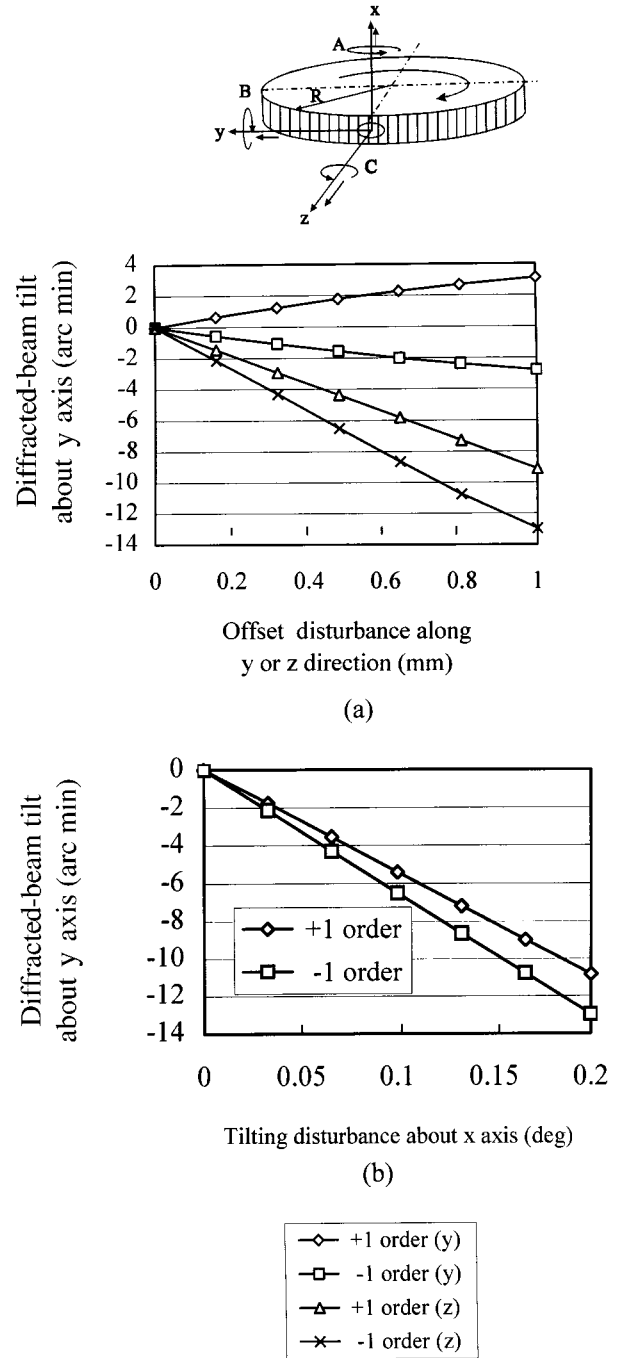 x
A
B
R
y
C
z
Diffracted-beam tilt
about y axis (arc min)
4
2
0
-2
-4
-6
-8
-10
-12
-14
0 0.2 0.4 0.6 0.8 1
Offset disturbance along
y or z direction (mm)
(a)
Diffracted-beam tilt
about y axis (arc min)
0
-2
-4
-6
-8
-10
-12
-14
+1 order
-1 order
0 0.05 0.1 0.15 0.2
Tilting disturbance about x axis (deg)
(b)
+1 order (y)
-1 order (y)
+1 order (z)
-1 order (z)